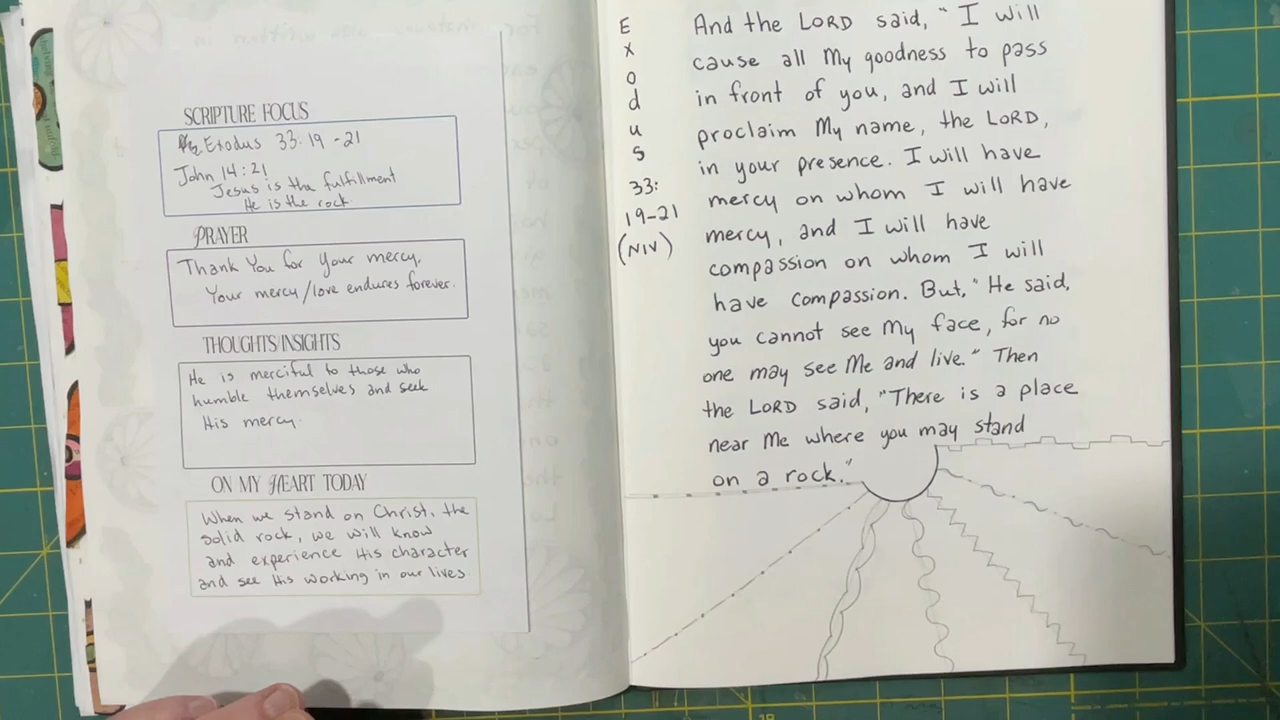 SCRIPTURE FOCUS
Exodus 33:19-21
John 14:21
Jesus is the fulfillment
He is the rock
PRAYER
Thank You for Your mercy.
Your mercy/love endures forever.
THOUGHTS/INSIGHTS
He is merciful to those who
humble themselves and seek
His mercy.
ON MY HEART TODAY
When we stand on Christ, the
solid rock, we will know
and experience His character
and see His working in our lives.
E
x
o
d
u
s
33:
19-21
(NIV)
And the LORD said, "I will
cause all My goodness to pass
in front of you, and I will
proclaim My name, the LORD,
in your presence. I will have
mercy on whom I will have
mercy, and I will have
compassion on whom I will
have compassion. But," He said,
you cannot see My face, for no
one may see Me and live." Then
the LORD said, "There is a place
near Me where you may stand
on a rock."